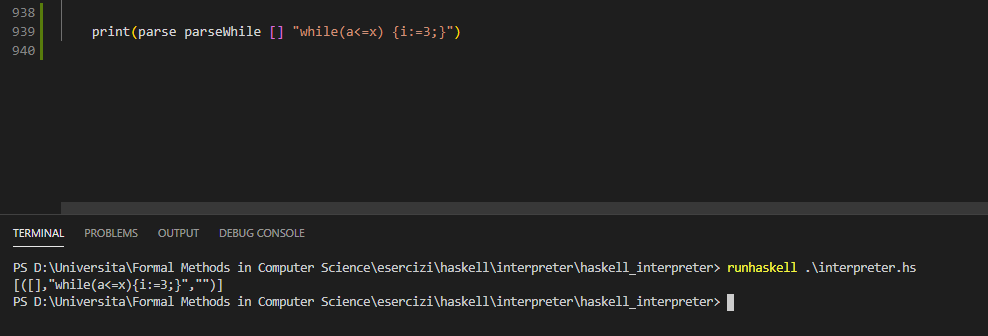 938
939 print(parse parseWhile [] "while(a<=x) {i:=3;}")
940
TERMINAL PROBLEMS OUTPUT DEBUG CONSOLE
PS D:\Universita\Formal Methods in Computer Science\esercizi\haskell\interpreter\haskell_interpreter> runhaskell .\interpreter.hs
[([],"while(a<=x){i:=3;}","")]
PS D:\Universita\Formal Methods in Computer Science\esercizi\haskell\interpreter\haskell_interpreter>